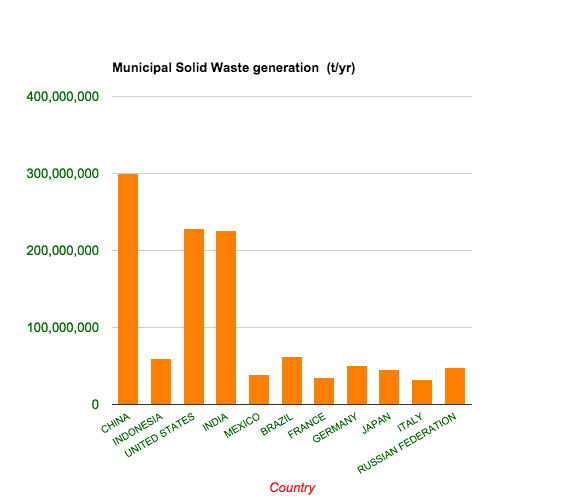 Municipal Solid Waste generation (t/yr)
400,000,000
300,000,000
200,000,000
100,000,000
0
CHINA
INDONESIA
UNITED STATES
INDIA
MEXICO
BRAZIL
FRANCE
GERMANY
JAPAN
ITALY
RUSSIAN FEDERATION
Country